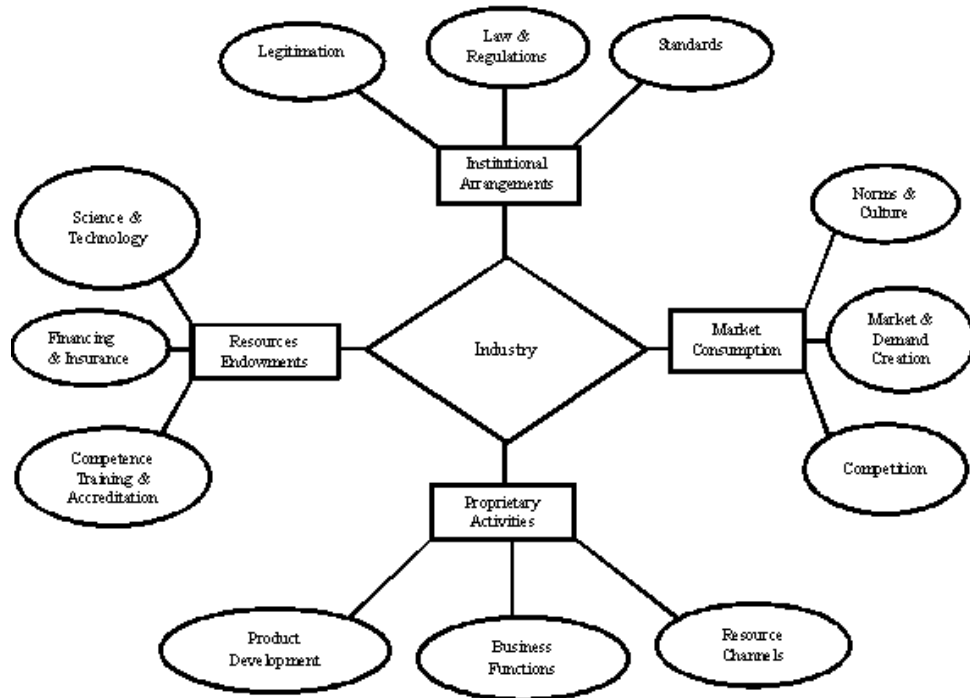 Legitimation
Law &
Regulations
Standards
Institutional
Arrangements
Science &
Technology
Norms &
Culture
Financing
& Insurance
Resources
Endowments
Industry
Market
Consumption
Market &
Demand
Creation
Competence
Training &
Accreditation
Competition
Proprietary
Activities
Product
Development
Business
Functions
Resource
Channels